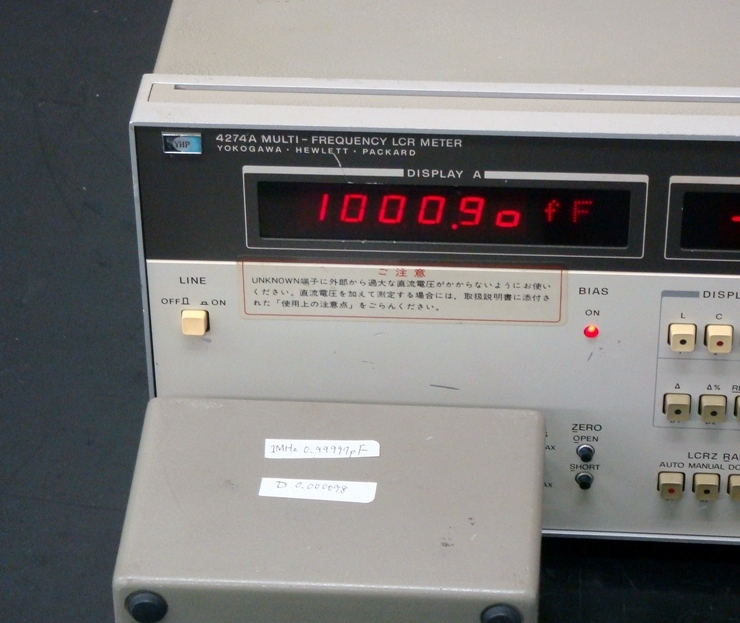 YHP
4274A MULTI-FREQUENCY LCR METER
YOKOGAWA・HEWLETT・PACKARD
DISPLAY A
1000.90 fF
ご注意
UNKNOWN端子に外部から過大な直流電圧がかからないようにお使い
ください。直流電圧を加えて測定する場合には、取扱説明書に添付さ
れた「使用上の注意点」をごらんください。
LINE
OFF ON
BIAS
ON
DISPL
L C
Δ Δ%
ZERO
OPEN
SHORT
AX
AX
LCRZ RA
AUTO MANUAL DO
1MHz 0.99997pF
D 0.000098